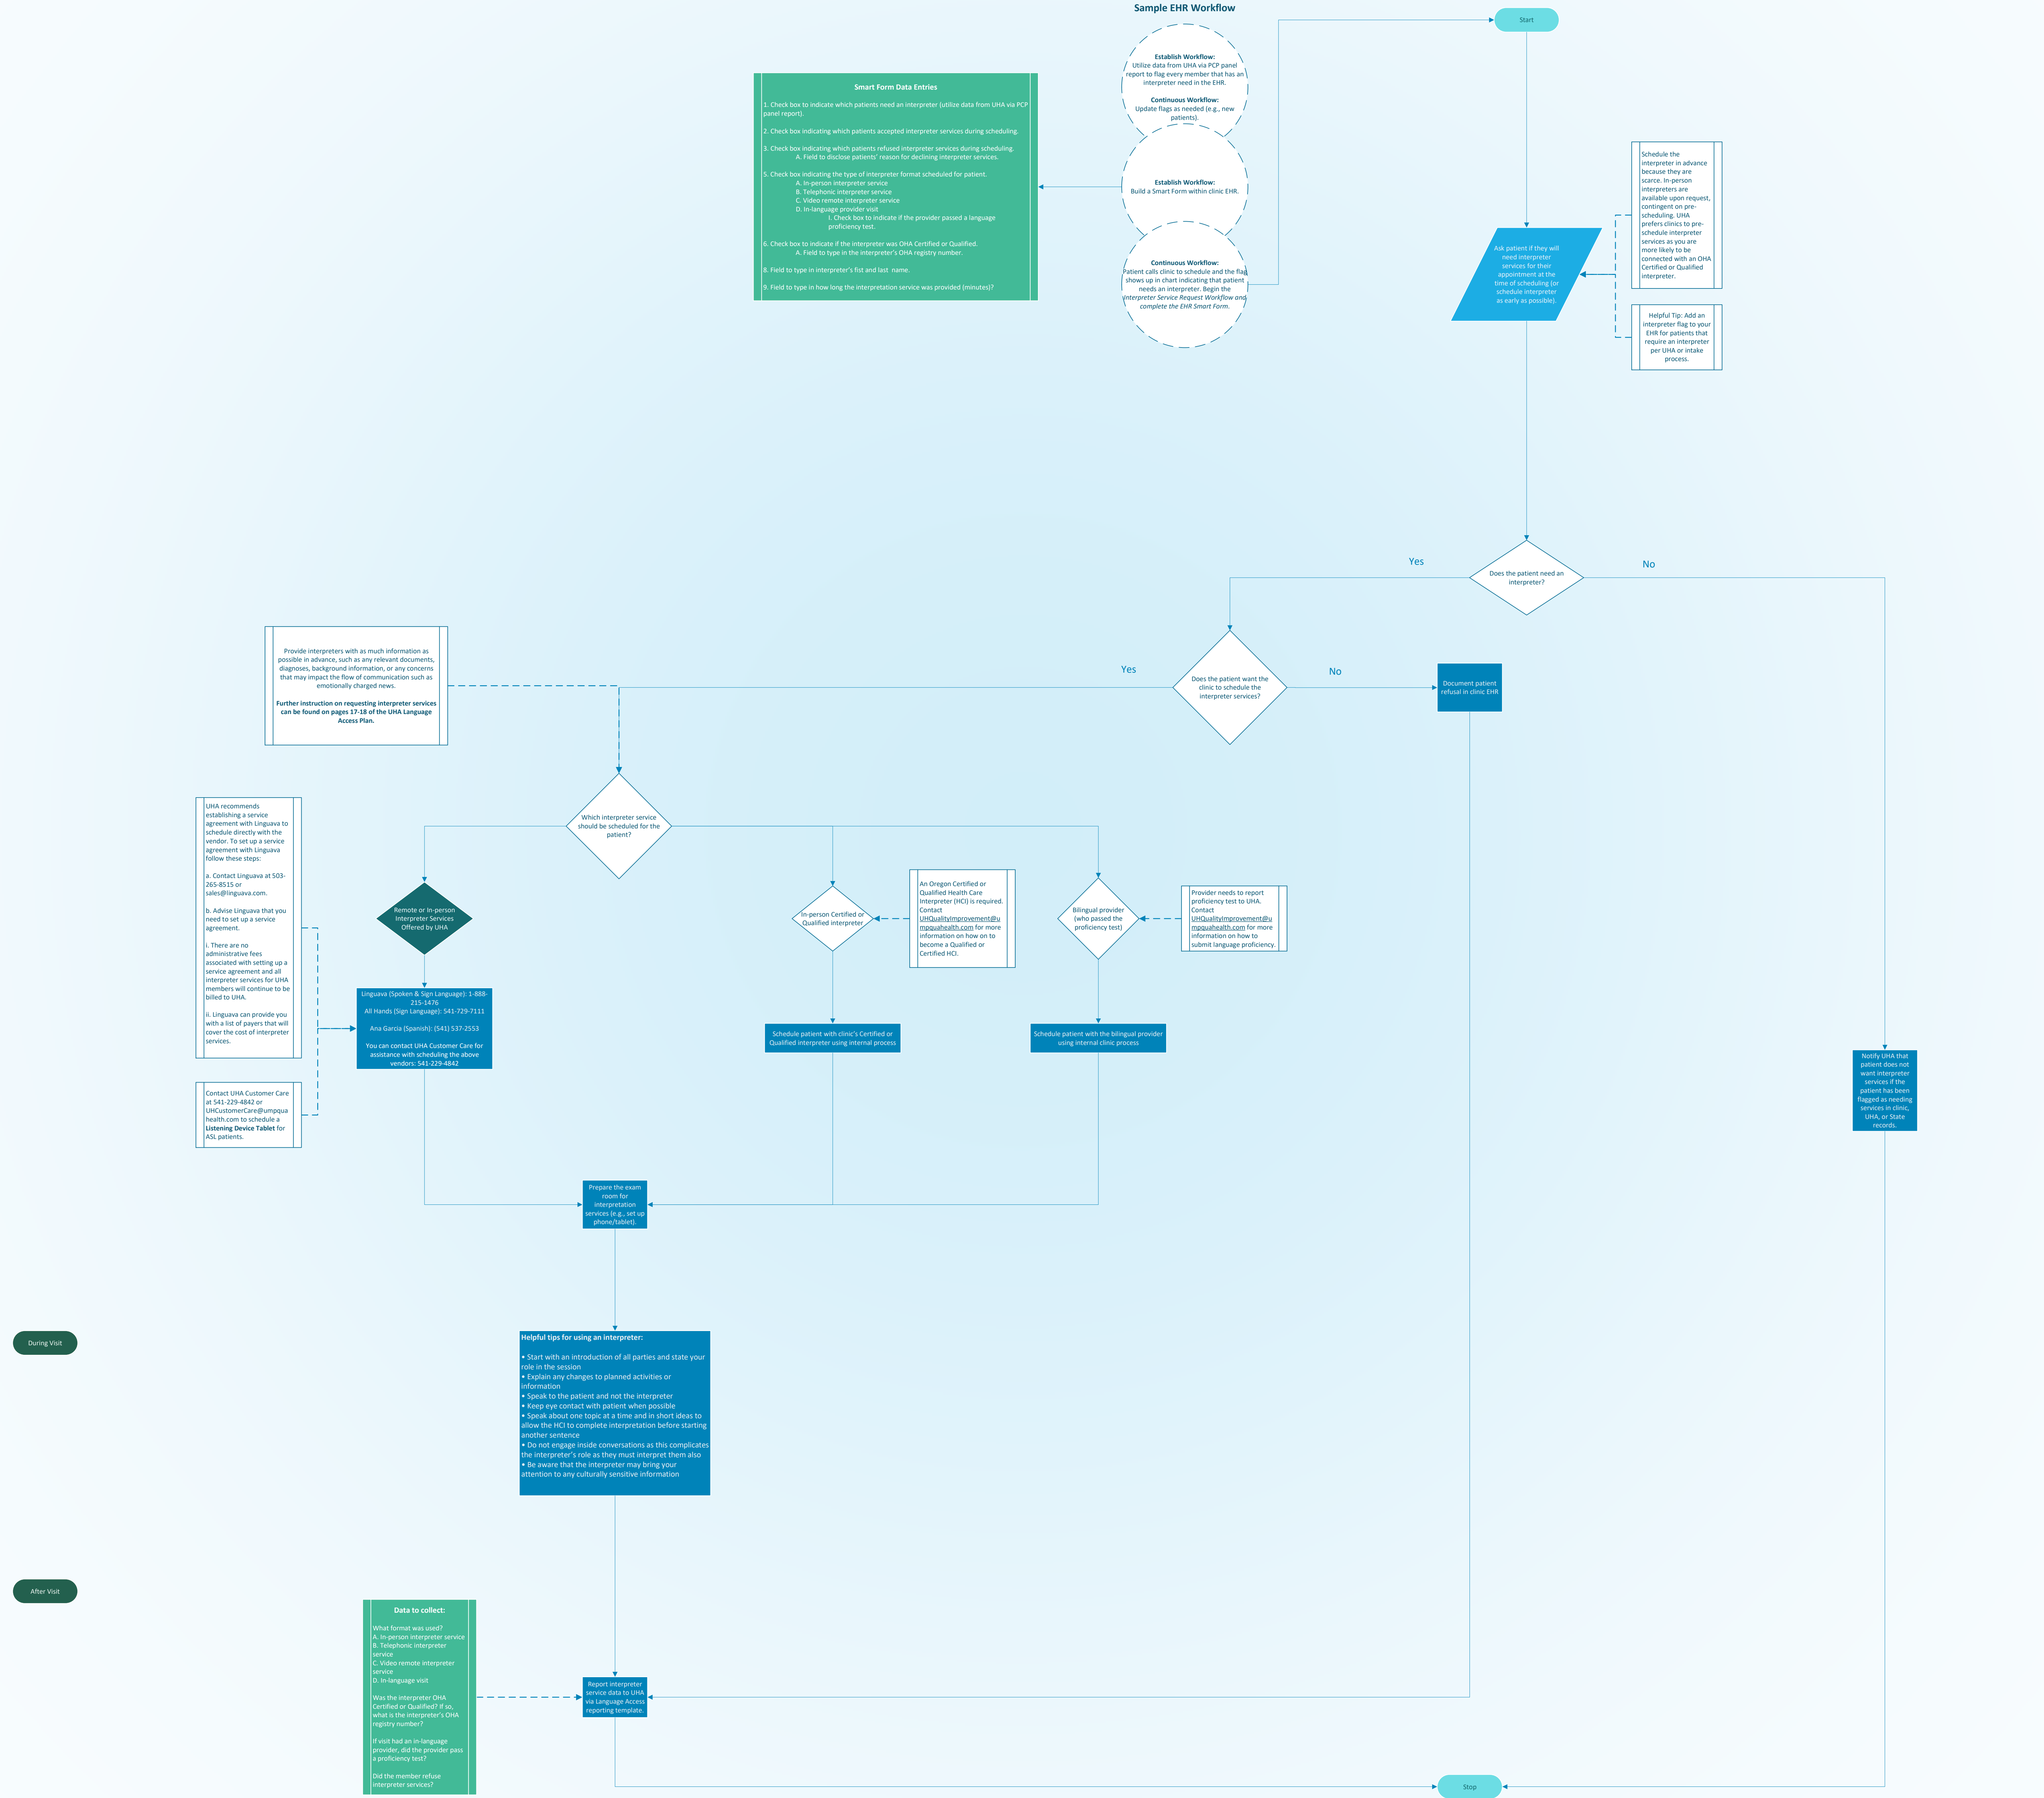 Sample EHR Workflow
Start
Establish Workflow:
Utilize data from UHA via PCP panel
report to flag every member that has an
interpreter need in the EHR.
Continuous Workflow:
Update flags as needed (e.g., new
patients).
Smart Form Data Entries
1. Check box to indicate which patients need an interpreter (utilize data from UHA via PCP
panel report).
2. Check box indicating which patients accepted interpreter services during scheduling.
3. Check box indicating which patients refused interpreter services during scheduling.
A. Field to disclose patients' reason for declining interpreter services.
5. Check box indicating the type of interpreter format scheduled for patient.
A. In-person interpreter service
B. Telephonic interpreter service
C. Video remote interpreter service
D. In-language provider visit
I. Check box to indicate if the provider passed a language
proficiency test.
6. Check box to indicate if the interpreter was OHA Certified or Qualified.
A. Field to type in the interpreter's OHA registry number.
8. Field to type in interpreter's fist and last  name.
9. Field to type in how long the interpretation service was provided (minutes)?
Establish Workflow:
Build a Smart Form within clinic EHR.
Continuous Workflow:
Patient calls clinic to schedule and the flag
shows up in chart indicating that patient
needs an interpreter. Begin the
Interpreter Service Request Workflow and
complete the EHR Smart Form.
Schedule the
interpreter in advance
because they are
scarce. In-person
interpreters are
available upon request,
contingent on pre-
scheduling. UHA
prefers clinics to pre-
schedule interpreter
services as you are
more likely to be
connected with an OHA
Certified or Qualified
interpreter.
Ask patient if they will
need interpreter
services for their
appointment at the
time of scheduling (or
schedule interpreter
as early as possible).
Helpful Tip: Add an
interpreter flag to your
EHR for patients that
require an interpreter
per UHA or intake
process.
Does the patient need an
interpreter?
Yes
No
Does the patient want the
clinic to schedule the
interpreter services?
Yes
No
Document patient
refusal in clinic EHR
Provide interpreters with as much information as
possible in advance, such as any relevant documents,
diagnoses, background information, or any concerns
that may impact the flow of communication such as
emotionally charged news.
Further instruction on requesting interpreter services
can be found on pages 17-18 of the UHA Language
Access Plan.
Which interpreter service
should be scheduled for the
patient?
UHA recommends
establishing a service
agreement with Linguava to
schedule directly with the
vendor. To set up a service
agreement with Linguava
follow these steps:
a. Contact Linguava at 503-
265-8515 or
sales@linguava.com.
b. Advise Linguava that you
need to set up a service
agreement.
i. There are no
administrative fees
associated with setting up a
service agreement and all
interpreter services for UHA
members will continue to be
billed to UHA.
ii. Linguava can provide you
with a list of payers that will
cover the cost of interpreter
services.
Remote or In-person
Interpreter Services
Offered by UHA
In-person Certified or
Qualified interpreter
An Oregon Certified or
Qualified Health Care
Interpreter (HCI) is required.
Contact
UHQualityImprovement@u
mpquahealth.com for more
information on how on to
become a Qualified or
Certified HCI.
Bilingual provider
(who passed the
proficiency test)
Provider needs to report
proficiency test to UHA.
Contact
UHQualityImprovement@u
mpquahealth.com for more
information on how to
submit language proficiency.
Linguava (Spoken & Sign Language): 1-888-
215-1476
All Hands (Sign Language): 541-729-7111
Ana Garcia (Spanish): (541) 537-2553
You can contact UHA Customer Care for
assistance with scheduling the above
vendors: 541-229-4842
Schedule patient with clinic's Certified or
Qualified interpreter using internal process
Schedule patient with the bilingual provider
using internal clinic process
Notify UHA that
patient does not
want interpreter
services if the
patient has been
flagged as needing
services in clinic,
UHA, or State
records.
Contact UHA Customer Care
at 541-229-4842 or
UHCustomerCare@umpqua
health.com to schedule a
Listening Device Tablet for
ASL patients.
Prepare the exam
room for
interpretation
services (e.g., set up
phone/tablet).
During Visit
Helpful tips for using an interpreter:
• Start with an introduction of all parties and state your
role in the session
• Explain any changes to planned activities or
information
• Speak to the patient and not the interpreter
• Keep eye contact with patient when possible
• Speak about one topic at a time and in short ideas to
allow the HCI to complete interpretation before starting
another sentence
• Do not engage inside conversations as this complicates
the interpreter's role as they must interpret them also
• Be aware that the interpreter may bring your
attention to any culturally sensitive information
After Visit
Data to collect:
What format was used?
A. In-person interpreter service
B. Telephonic interpreter
service
C. Video remote interpreter
service
D. In-language visit
Was the interpreter OHA
Certified or Qualified? If so,
what is the interpreter's OHA
registry number?
If visit had an in-language
provider, did the provider pass
a proficiency test?
Did the member refuse
interpreter services?
Report interpreter
service data to UHA
via Language Access
reporting template.
Stop